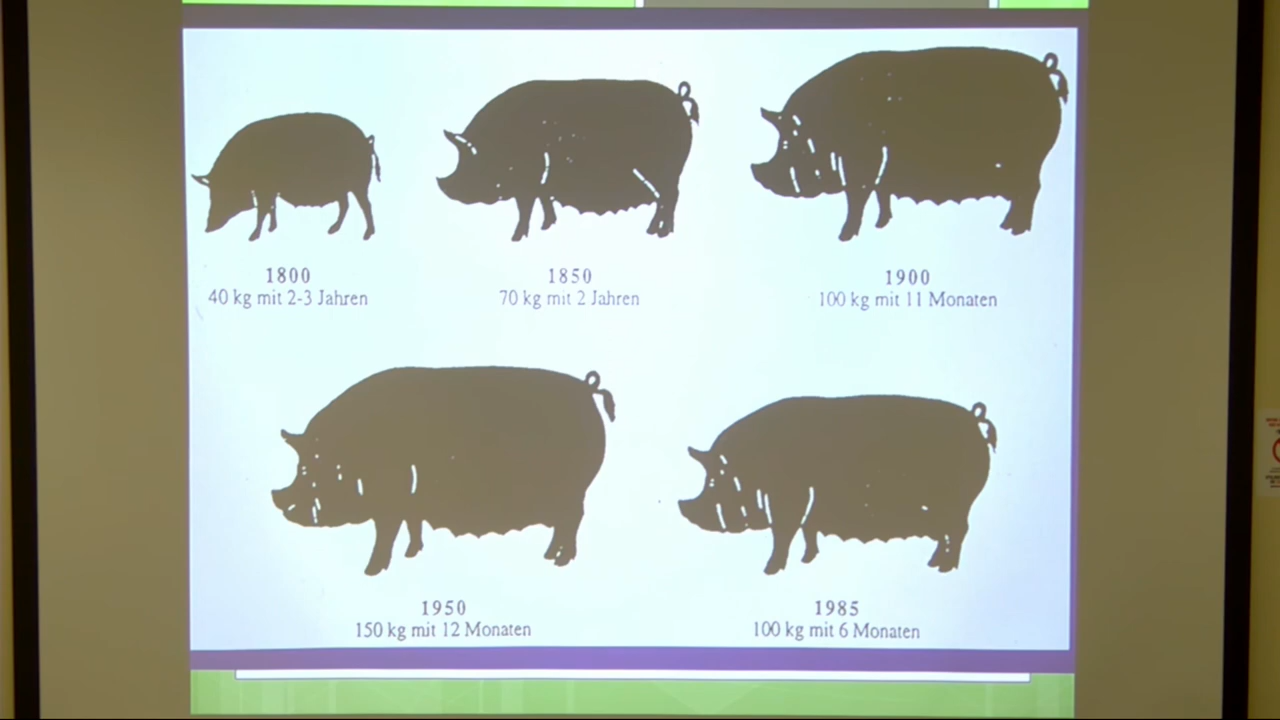 1800
40 kg mit 2-3 Jahren
1850
70 kg mit 2 Jahren
1900
100 kg mit 11 Monaten
1950
150 kg mit 12 Monaten
1985
100 kg mit 6 Monaten